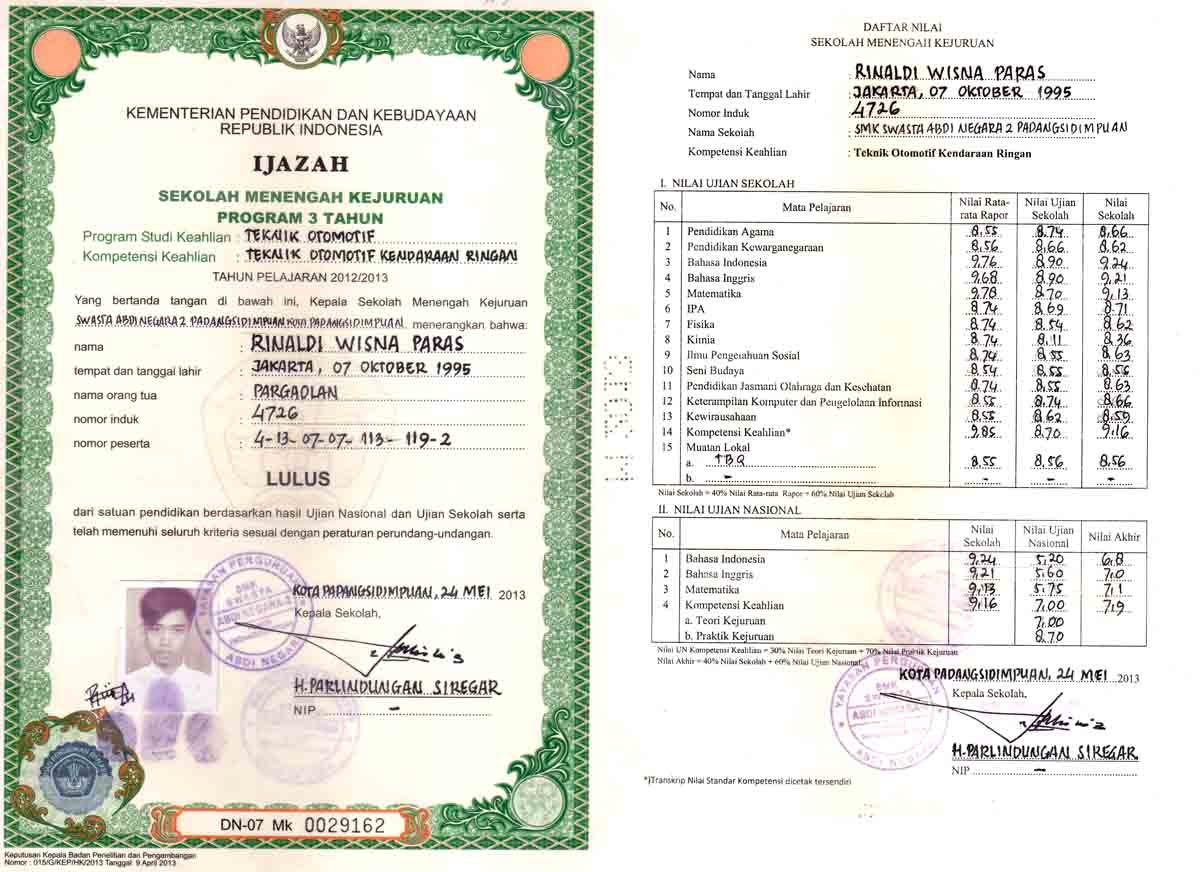 KEMENTERIAN PENDIDIKAN DAN KEBUDAYAAN
REPUBLIK INDONESIA
IJAZAH
SEKOLAH MENENGAH KEJURUAN
PROGRAM 3 TAHUN
Program Studi Keahlian : TEKNIK OTOMOTIF
Kompetensi Keahlian : TEKNIK OTOMOTIF KENDARAAN RINGAN
TAHUN PELAJARAN 2012/2013
Yang bertanda tangan di bawah ini, Kepala Sekolah Menengah Kejuruan
SWASTA ABDI NEGARA 2 PADANGSIDIMPUAN KOTA PADANGSIDIMPUAN menerangkan bahwa:
nama : RINALDI WISNA PARAS
tempat dan tanggal lahir : JAKARTA, 07 OKTOBER 1995
nama orang tua : PARGAOLAN
nomor induk : 4726
nomor peserta : 4-13-07-07-113-119-2
LULUS
dari satuan pendidikan berdasarkan hasil Ujian Nasional dan Ujian Sekolah serta
telah memenuhi seluruh kriteria sesuai dengan peraturan perundang-undangan.
KOTA PADANGSIDIMPUAN, 24 MEI 2013
Kepala Sekolah,
YAYASAN PERGURUAN
SMK
SWASTA
ABDI NEGARA 2
ABDI NEGARA
H. PARLINDUNGAN SIREGAR
NIP -
DN-07 Mk 0029162
Keputusan Kepala Badan Penelitian dan Pengembangan
Nomor : 015/G/KEP/HK/2013 Tanggal 9 April 2013
DAFTAR NILAI
SEKOLAH MENENGAH KEJURUAN
Nama : RINALDI WISNA PARAS
Tempat dan Tanggal Lahir : JAKARTA, 07 OKTOBER 1995
Nomor Induk : 4726
Nama Sekolah : SMK SWASTA ABDI NEGARA 2 PADANGSIDIMPUAN
Kompetensi Keahlian : Teknik Otomotif Kendaraan Ringan
I. NILAI UJIAN SEKOLAH
No. Mata Pelajaran Nilai Rata-rata Rapor Nilai Ujian Sekolah Nilai Sekolah
1 Pendidikan Agama 8,55 8,74 8,66
2 Pendidikan Kewarganegaraan 8,56 8,66 8,62
3 Bahasa Indonesia 9,76 8,90 9,24
4 Bahasa Inggris 9,68 8,90 9,21
5 Matematika 9,78 8,70 9,13
6 IPA 8,74 8,69 8,71
7 Fisika 8,74 8,54 8,62
8 Kimia 8,74 8,11 8,36
9 Ilmu Pengetahuan Sosial 8,74 8,55 8,63
10 Seni Budaya 8,54 8,55 8,55
11 Pendidikan Jasmani Olahraga dan Kesehatan 8,74 8,55 8,63
12 Keterampilan Komputer dan Pengelolaan Informasi 8,55 8,74 8,66
13 Kewirausahaan 8,55 8,62 8,59
14 Kompetensi Keahlian* 9,85 8,70 9,16
15 Muatan Lokal
a. TBQ 8,55 8,56 8,56
b. - - - -
Nilai Sekolah = 40% Nilai Rata-rata Rapor + 60% Nilai Ujian Sekolah
II. NILAI UJIAN NASIONAL
No. Mata Pelajaran Nilai Sekolah Nilai Ujian Nasional Nilai Akhir
1 Bahasa Indonesia 9,24 5,20 6,8
2 Bahasa Inggris 9,21 5,60 7,0
3 Matematika 9,13 5,75 7,1
4 Kompetensi Keahlian 9,16 7,00 7,9
a. Teori Kejuruan 7,00
b. Praktik Kejuruan 8,70
Nilai UN Kompetensi Keahlian = 30% Nilai Teori Kejuruan + 70% Nilai Praktik Kejuruan
Nilai Akhir = 40% Nilai Sekolah + 60% Nilai Ujian Nasional
KOTA PADANGSIDIMPUAN, 24 MEI 2013
Kepala Sekolah,
YAYASAN PERGURUAN
SMK
SWASTA
ABDI NEGARA 2
ABDI NEGARA
H. PARLINDUNGAN SIREGAR
NIP -
*)Transkrip Nilai Standar Kompetensi dicetak tersendiri